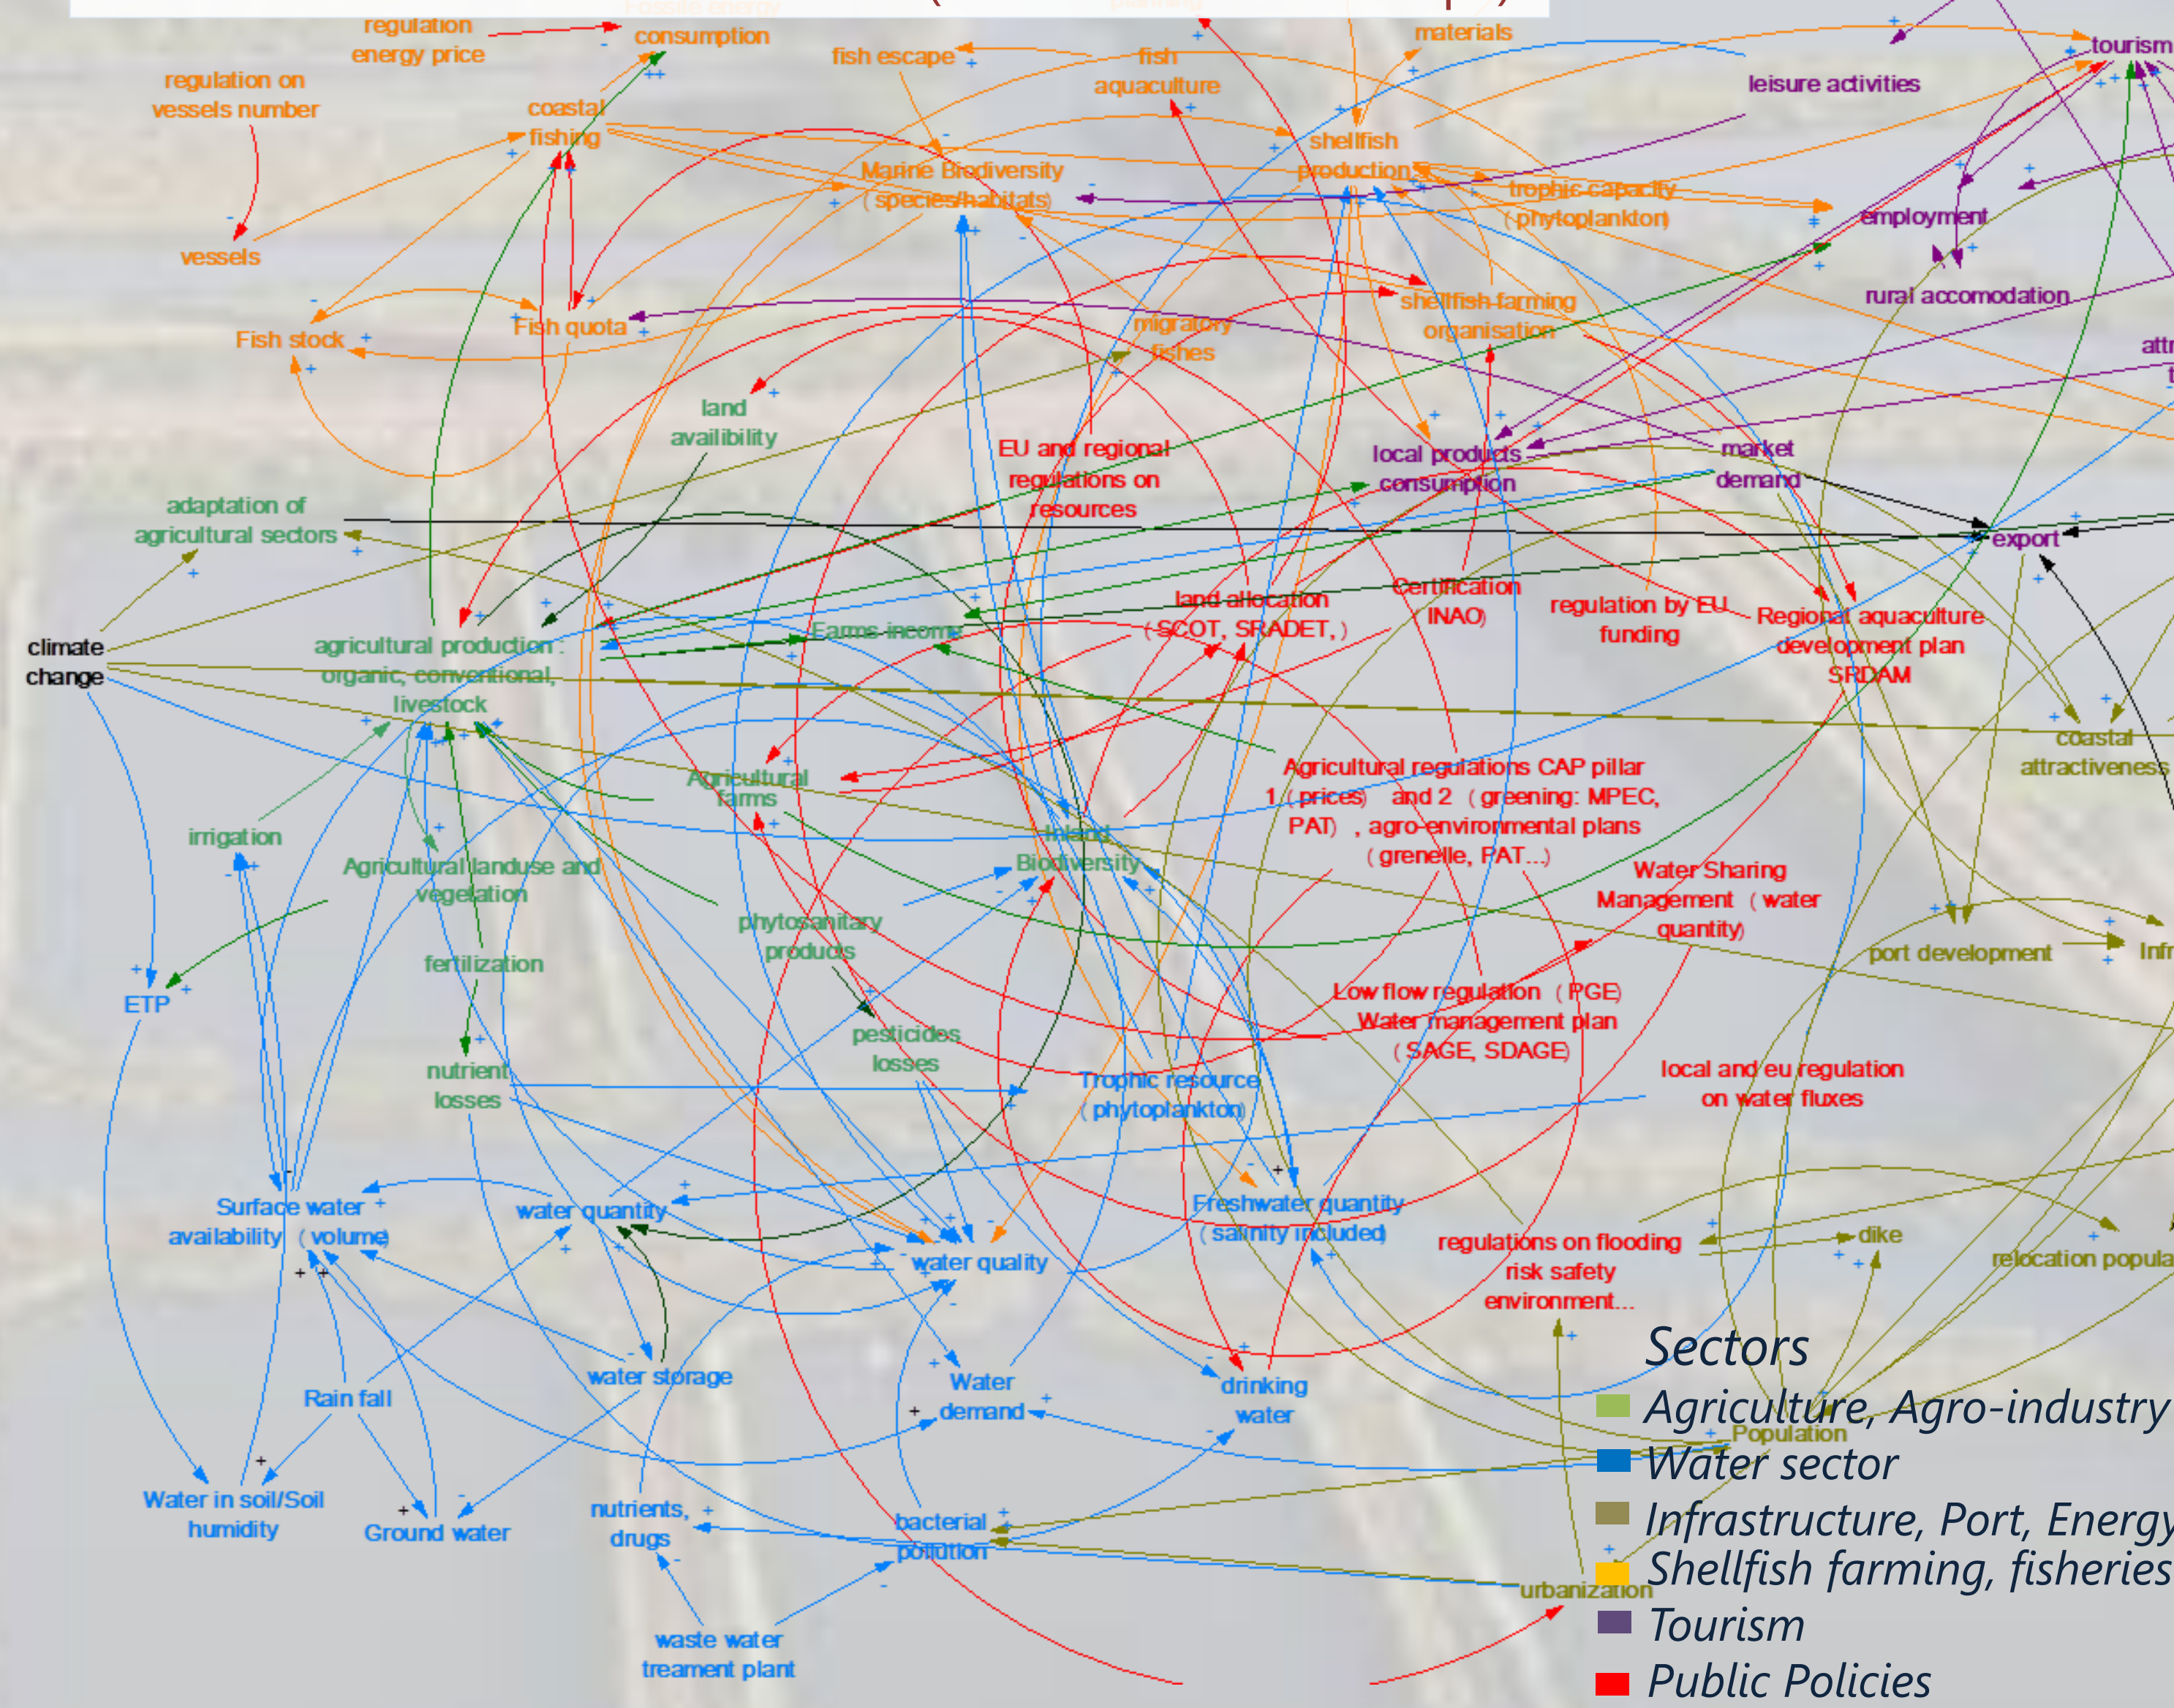 regulation
energy price
Fossile energy
consumption
planning
regulation on
vessels number
coastal
fishing
fish escape
fish
aquaculture
materials
tourism
leisure activities
shellfish
production
Marine Biodiversity
(species/habitats)
trophic capacity
(phytoplankton)
employment
vessels
rural accomodation
Fish stock
Fish quota
migratory
fishes
shellfish farming
organisation
land
availibility
EU and regional
regulations on
resources
local products
consumption
market
demand
adaptation of
agricultural sectors
export
climate
change
agricultural production :
organic, conventional,
livestock
Farms income
land allocation
(SCOT, SRADET, )
Certification
(INAO)
regulation by EU
funding
Regional aquaculture
development plan
SRDAM
coastal
attractiveness
Agricultural
farms
Agricultural regulations CAP pillar
1 (prices) and 2 (greening: MPEC,
PAT) , agro-environmental plans
(grenelle, PAT...)
irrigation
Agricultural landuse and
vegetation
Inland
Biodiversity
Water Sharing
Management (water
quantity)
phytosanitary
products
port development
fertilization
ETP
Low flow regulation (PGE)
Water management plan
(SAGE, SDAGE)
pesticides
losses
nutrient
losses
Trophic resource
(phytoplankton)
local and eu regulation
on water fluxes
Surface water
availability (volume)
water quantity
Freshwater quantity
(salinity included)
water quality
regulations on flooding
risk safety
environment...
dike
water storage
Rain fall
Water
demand
drinking
water
Population
Water in soil/Soil
humidity
Ground water
nutrients,
drugs
bacterial
pollution
urbanization
waste water
treament plant
Sectors
Agriculture, Agro-industry
Water sector
Infrastructure, Port, Energy
Shellfish farming, fisheries
Tourism
Public Policies